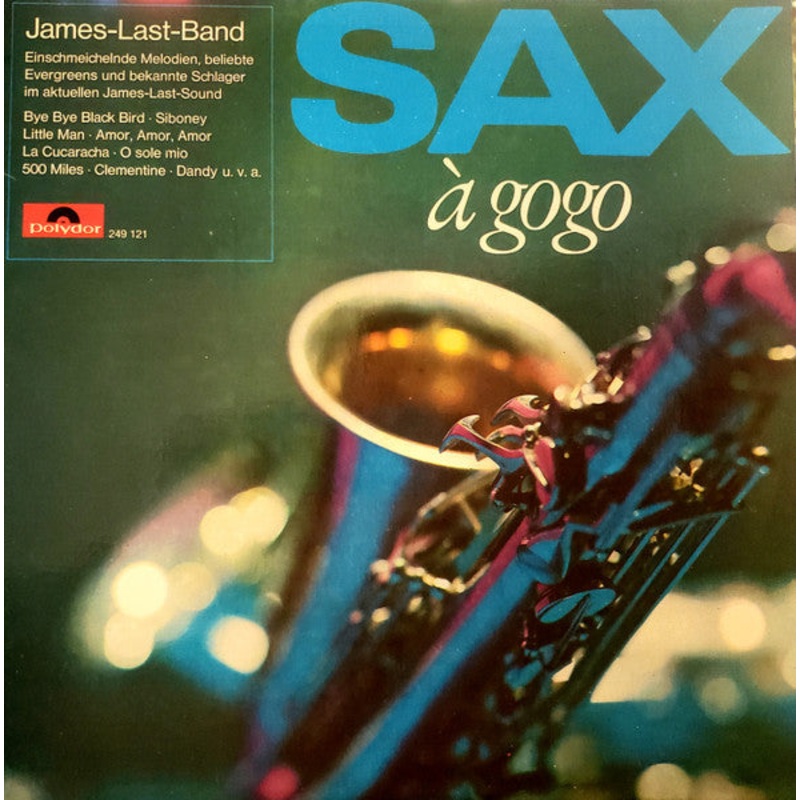 James-Last-Band
Einschmeichelnde Melodien, beliebte
Evergreens und bekannte Schlager
im aktuellen James-Last-Sound
Bye Bye Black Bird · Siboney
Little Man · Amor, Amor, Amor
La Cucaracha · O sole mio
500 Miles · Clementine · Dandy u. v. a.
Polydor 249 121
SAX
à gogo